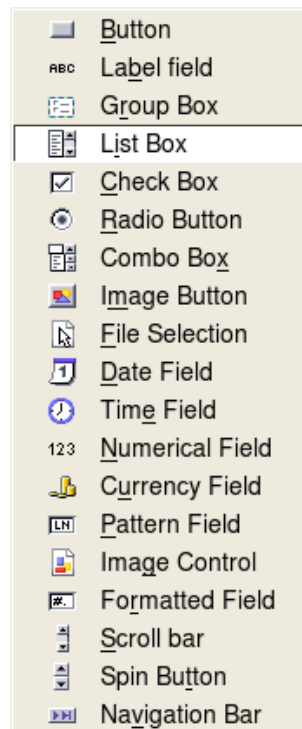 Button
ABC Label field
Group Box
List Box
Check Box
Radio Button
Combo Box
Image Button
File Selection
1 Date Field
Time Field
123 Numerical Field
Currency Field
LN Pattern Field
Image Control
#. Formatted Field
Scroll bar
Spin Button
Navigation Bar